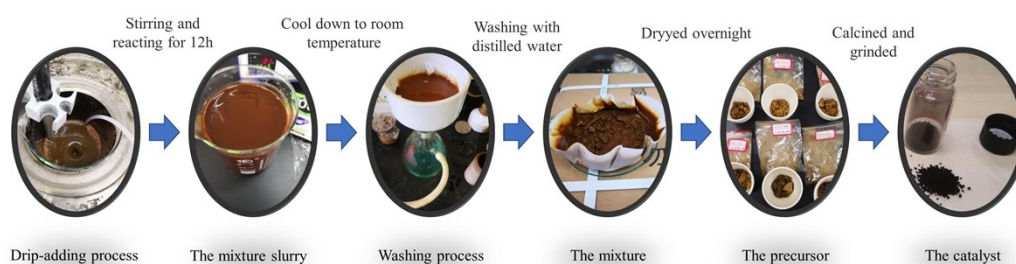 Stirring and
reacting for 12h
Cool down to room
temperature
Washing with
distilled water
Dryyed overnight
Calcined and
grinded
Drip-adding process
The mixture slurry
Washing process
The mixture
The precursor
The catalyst